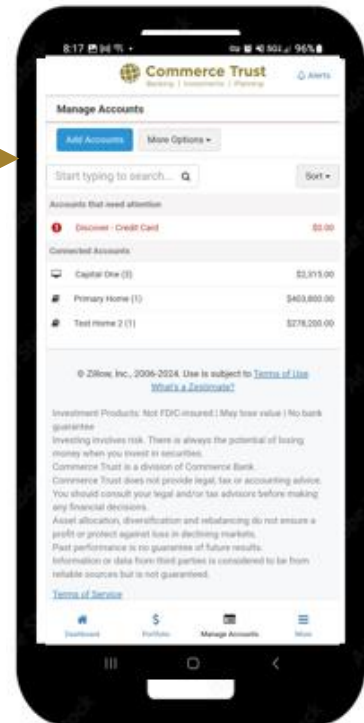 8:17
96%
Commerce Trust
Banking | Investments | Planning
Alerts
Manage Accounts
Add Accounts
More Options
Start typing to search...
Sort
Accounts that need attention
Discover - Credit Card $0.00
Connected Accounts
Capital One (3)
Primary Home (1) $403,800.00
Test Home 2 (1) $278,200.00
© Zillow, Inc., 2006-2024. Use is subject to Terms of Use
What's a Zestimate?
Investment Products: Not FDIC-insured | May lose value | No bank
guarantee
Investing involves risk. There is always the potential of losing
money when you invest in securities.
Commerce Trust is a division of Commerce Bank.
Commerce Trust does not provide legal, tax or accounting advice.
You should consult your legal and/or tax advisors before making
any financial decisions.
Asset allocation, diversification and rebalancing do not ensure a
profit or protect against loss in declining markets.
Past performance is no guarantee of future results.
Information or data from third parties is considered to be from
reliable sources but is not guaranteed.
Terms of Service
Dashboard
Portfolio
Manage Accounts
More